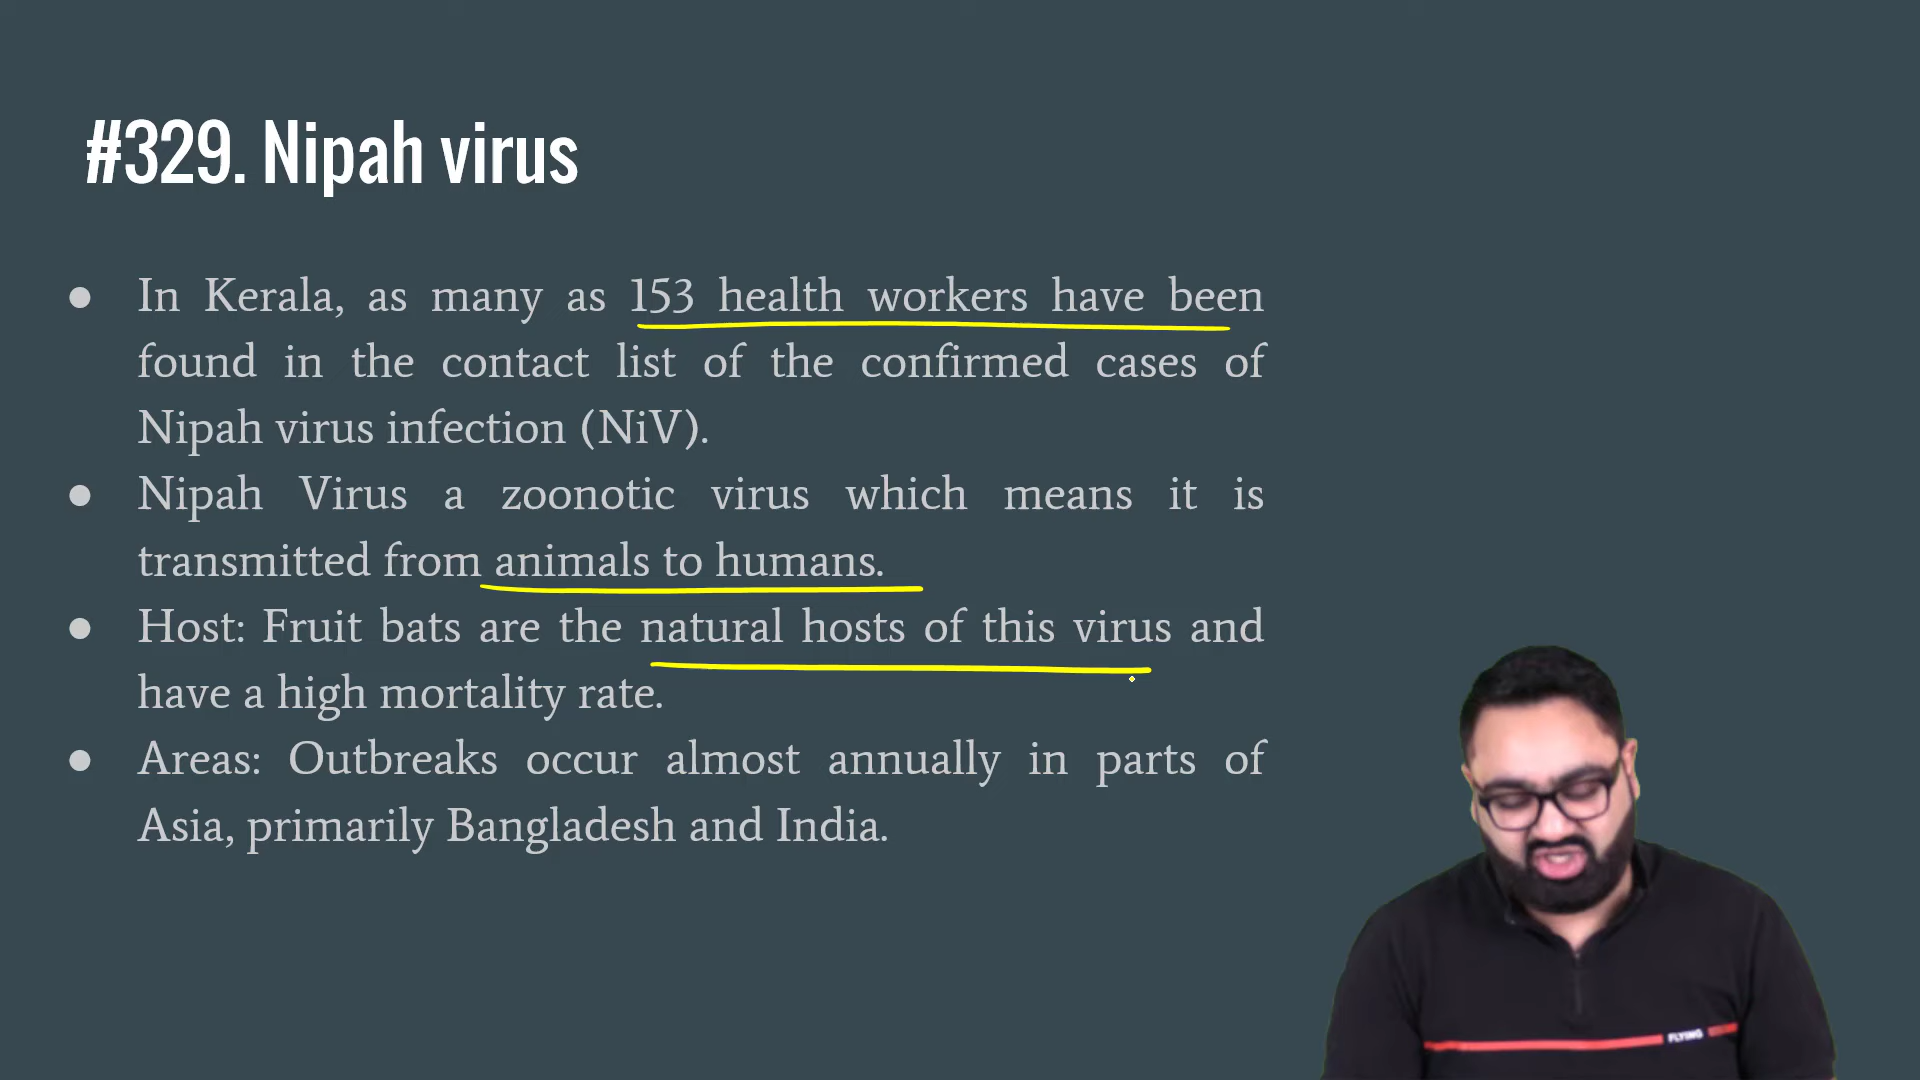 #329. Nipah virus
● In Kerala, as many as 153 health workers have been
found in the contact list of the confirmed cases of
Nipah virus infection (NiV).
● Nipah Virus a zoonotic virus which means it is
transmitted from animals to humans.
● Host: Fruit bats are the natural hosts of this virus and
have a high mortality rate.
● Areas: Outbreaks occur almost annually in parts of
Asia, primarily Bangladesh and India.
FLYING